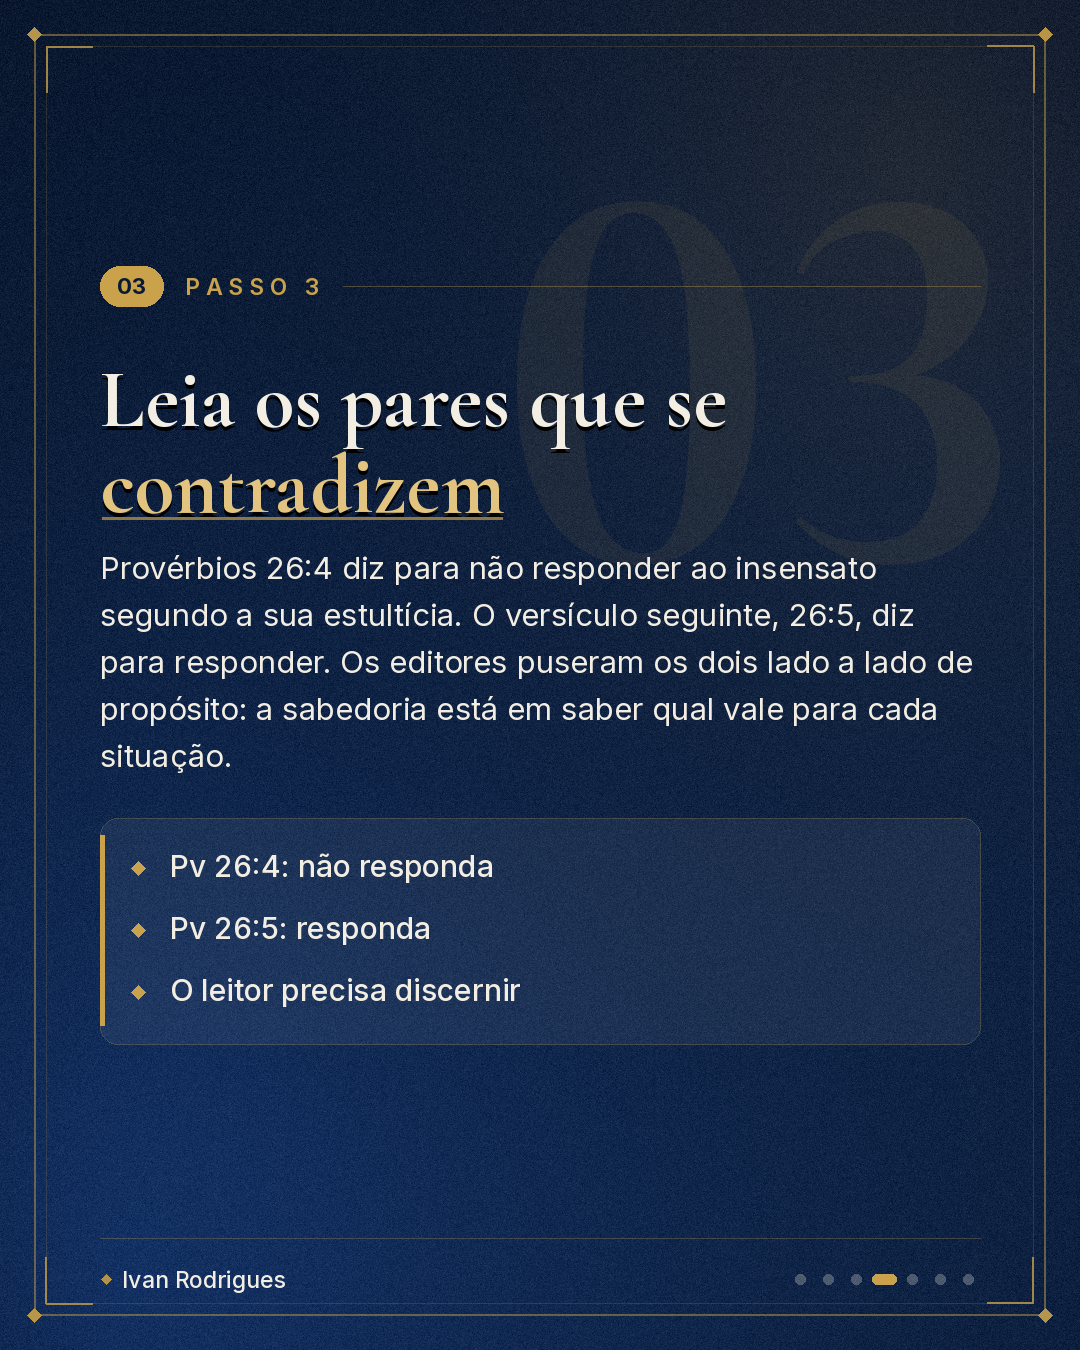 03 PASSO 3
03
Leia os pares que se
contradizem
Provérbios 26:4 diz para não responder ao insensato
segundo a sua estultícia. O versículo seguinte, 26:5, diz
para responder. Os editores puseram os dois lado a lado de
propósito: a sabedoria está em saber qual vale para cada
situação.
Pv 26:4: não responda
Pv 26:5: responda
O leitor precisa discernir
Ivan Rodrigues